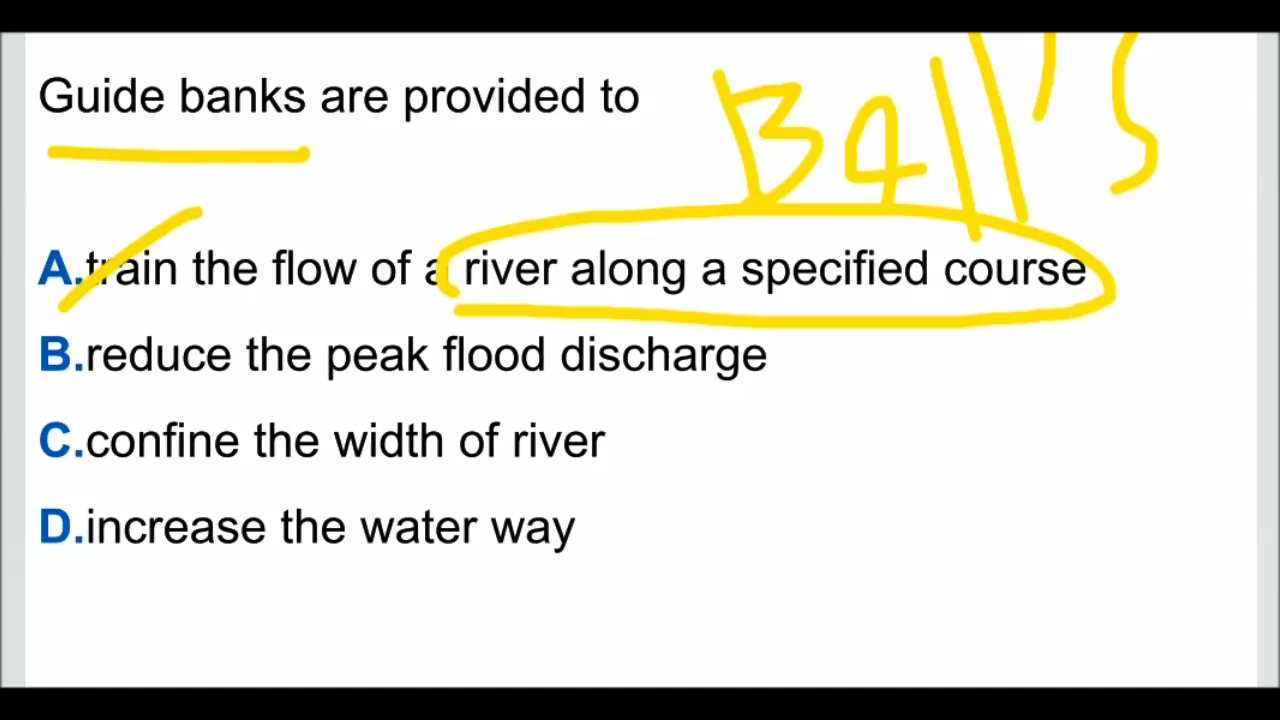 Guide banks are provided to
Ball's
A.train the flow of a river along a specified course
B.reduce the peak flood discharge
C.confine the width of river
D.increase the water way